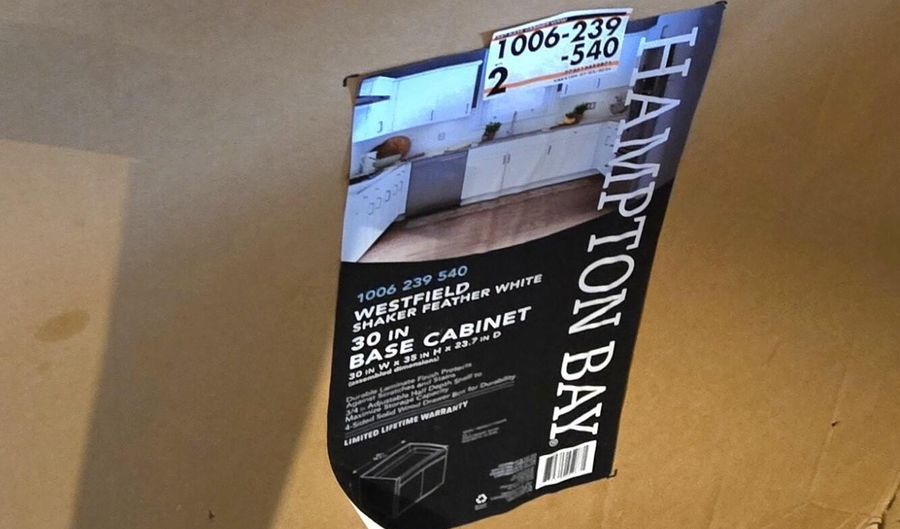 1006-239
-540
2
HAMPTON BAY®
1006 239 540
WESTFIELD
SHAKER FEATHER WHITE
30 IN
BASE CABINET
30 IN W x 35 IN H x 23.7 IN D
(assembled dimensions)
Durable Laminate Finish Protects
Against Scratches and Stains
3/4 Adjustable Half Depth Shelf to
Maximize Storage Capacity
4-Sided Solid Wood Drawer Box for Durability
LIMITED LIFETIME WARRANTY